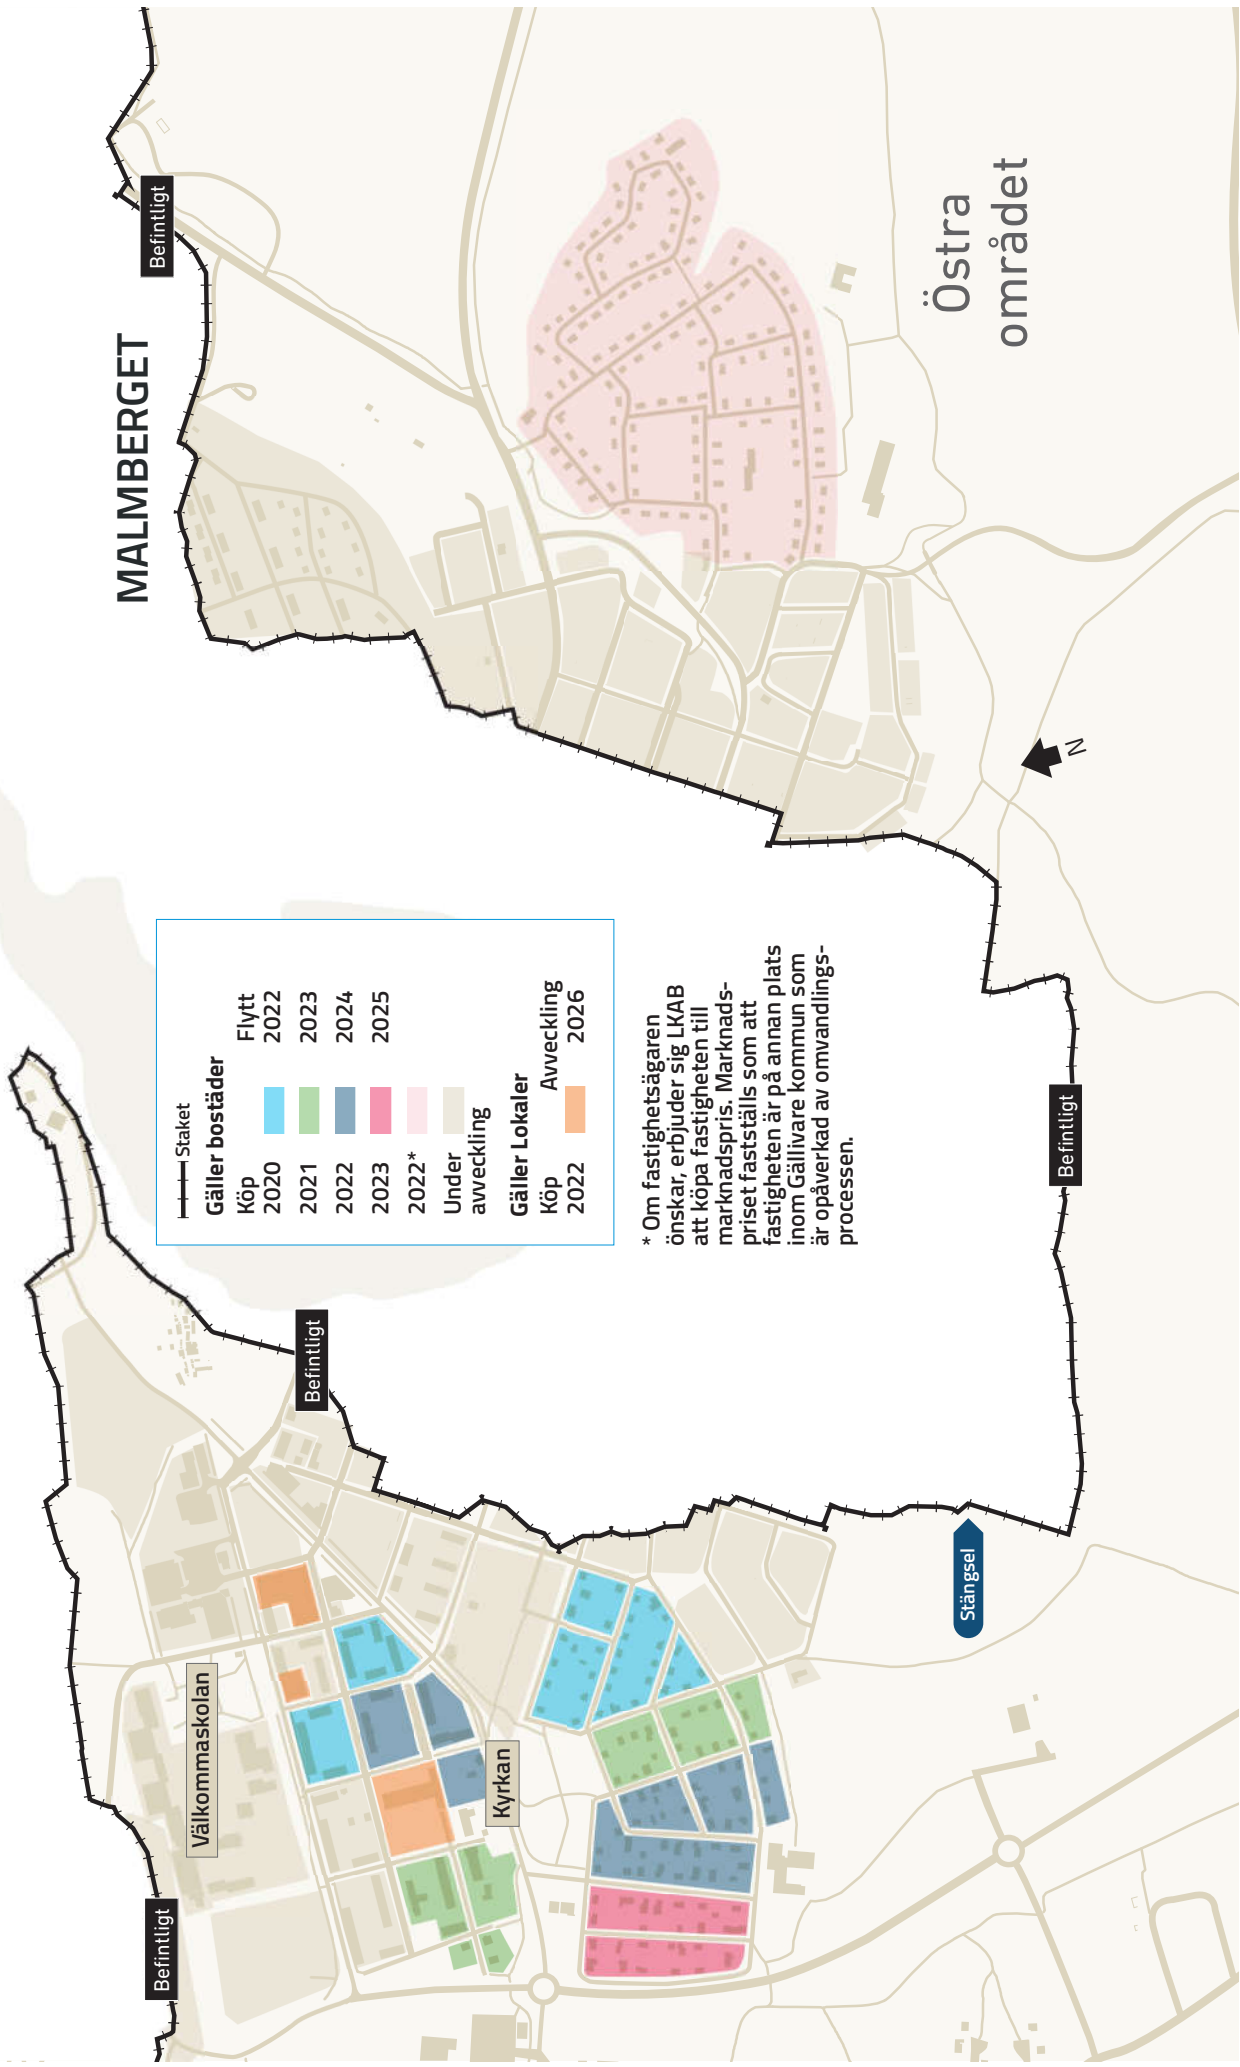 MALMBERGET
Befintligt
Östra
området
Staket
Gäller bostäder
Köp Flytt
2020 2022
2021 2023
2022 2024
2023 2025
2022*
Under
avveckling
Gäller Lokaler
Köp Avveckling
2022 2026
* Om fastighetsägaren
önskar, erbjuder sig LKAB
att köpa fastigheten till
marknadspris. Marknads-
priset fastställs som att
fastigheten är på annan plats
inom Gällivare kommun som
är opåverkad av omvandlings-
processen.
N
Befintligt
Befintligt
Befintligt
Välkommaskolan
Kyrkan
Stängsel